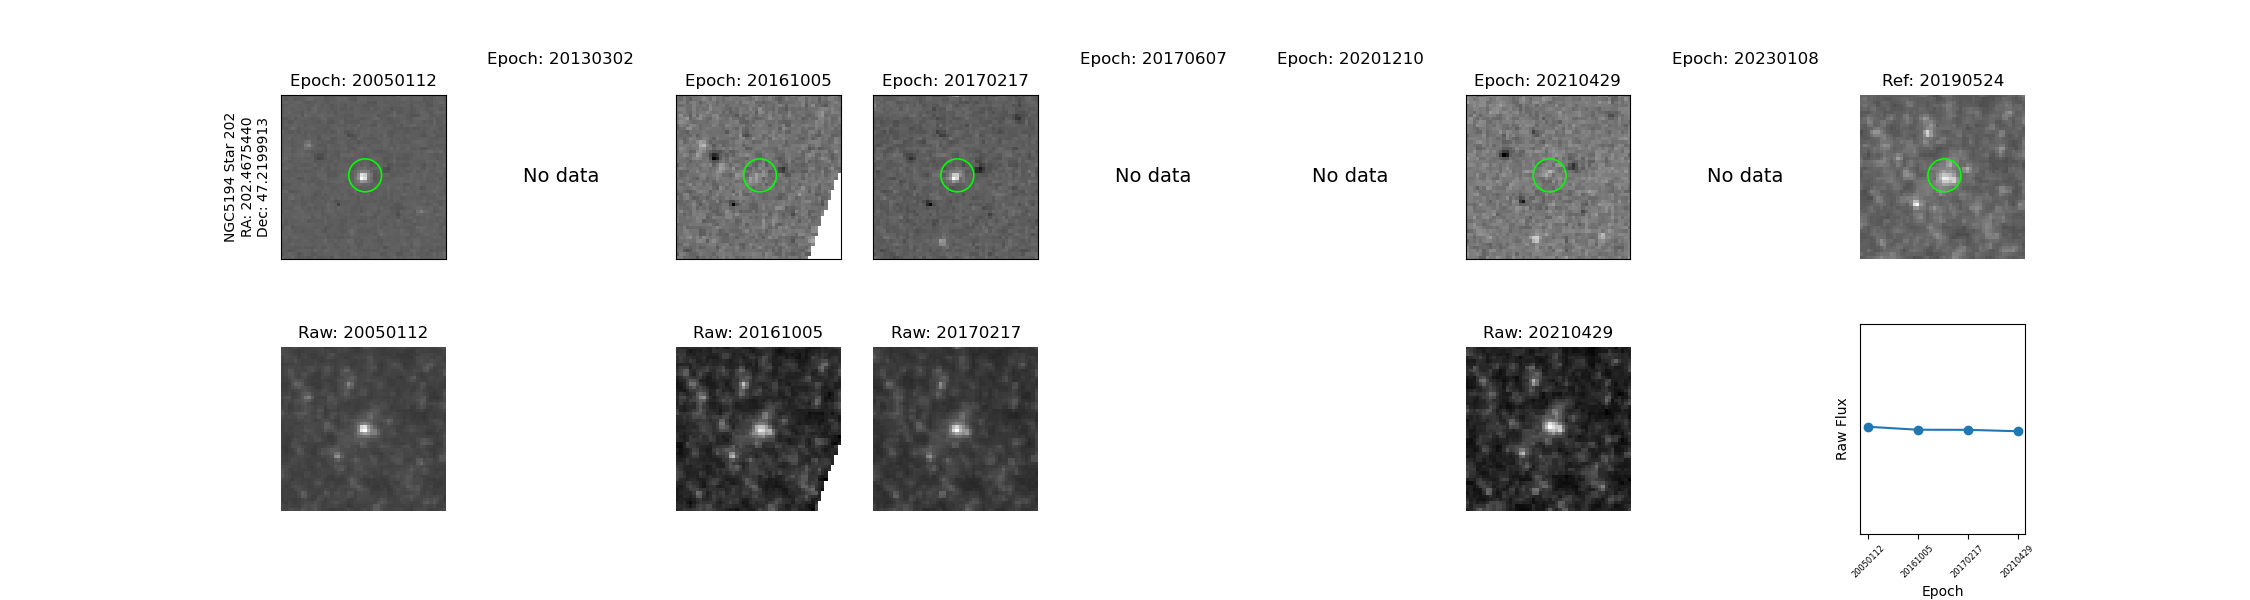 Epoch: 20130302
Epoch: 20170607
Epoch: 20201210
Epoch: 20230108
Epoch: 20050112
Epoch: 20161005
Epoch: 20170217
Epoch: 20210429
Ref: 20190524
NGC5194 Star 202
RA: 202.4675440
Dec: 47.2199913
No data
No data
No data
No data
Raw: 20050112
Raw: 20161005
Raw: 20170217
Raw: 20210429
Raw Flux
20050112
20161005
20170217
20210429
Epoch